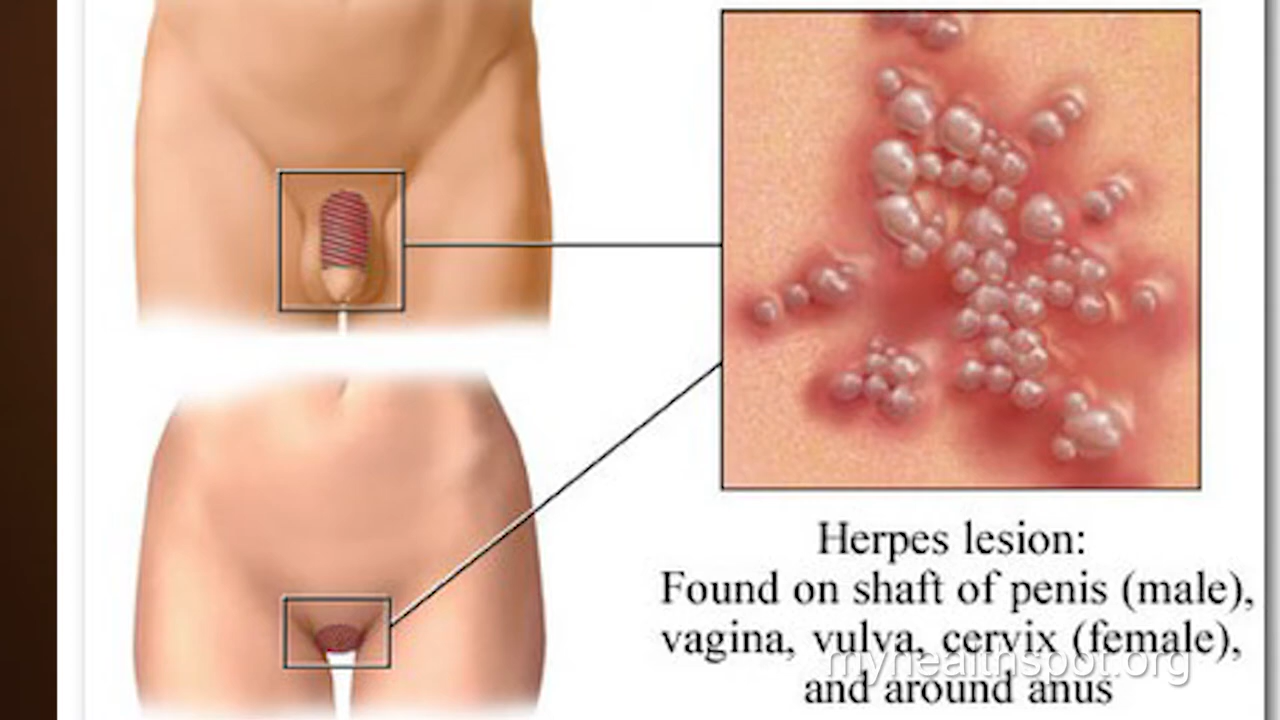 Herpes lesion:
Found on shaft of penis (male),
vagina, vulva, cervix (female),
myhealthspot.org
and around anus